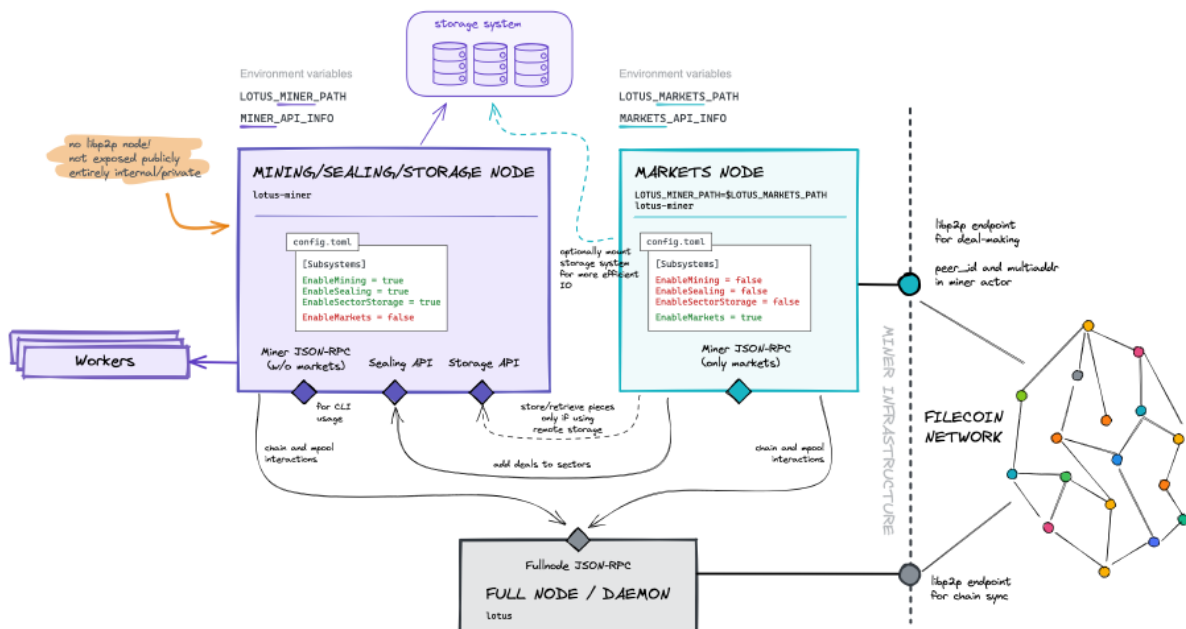 storage system
Environment variables
LOTUS_MINER_PATH
MINER_API_INFO
Environment variables
LOTUS_MARKETS_PATH
MARKETS_API_INFO
no libp2p node!
not exposed publicly
entirely internal/private
MINING/SEALING/STORAGE NODE
lotus-miner
config.toml
[Subsystems]
EnableMining = true
EnableSealing = true
EnableSectorStorage = true
EnableMarkets = false
Miner JSON-RPC
(w/o markets)
Sealing API
Storage API
optionally mount
storage system
for more efficient
IO
MARKETS NODE
LOTUS_MINER_PATH=$LOTUS_MARKETS_PATH
lotus-miner
config.toml
[Subsystems]
EnableMining = false
EnableSealing = false
EnableSectorStorage = false
EnableMarkets = true
Miner JSON-RPC
(only markets)
libp2p endpoint
for deal-making
peer_id and multiaddr
in miner actor
Workers
for CLI
usage
store/retrieve pieces
only if using
remote storage
chain and mpool
interactions
add deals to sectors
chain and mpool
interactions
MINER INFRASTRUCTURE
FILECOIN
NETWORK
Fullnode JSON-RPC
FULL NODE / DAEMON
lotus
libp2p endpoint
for chain sync